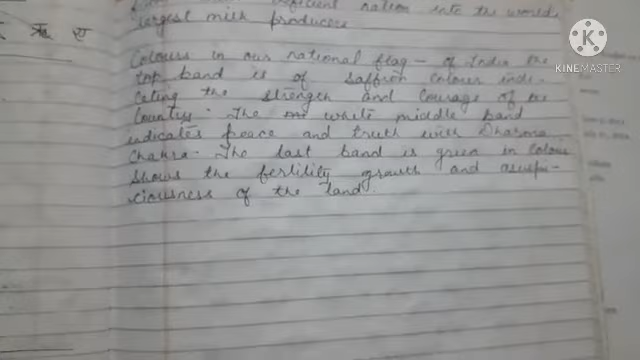 deficient nation into the world
largest milk producer
Colours in our national flag - of India the
top band is of saffron colour indi-
cating the strength and courage of the
country. The white middle band
indicates peace and truth with Dharma
Chakra. The last band is green in colour
shows the fertility growth and auspi-
ciousness of the land.
KINEMASTER